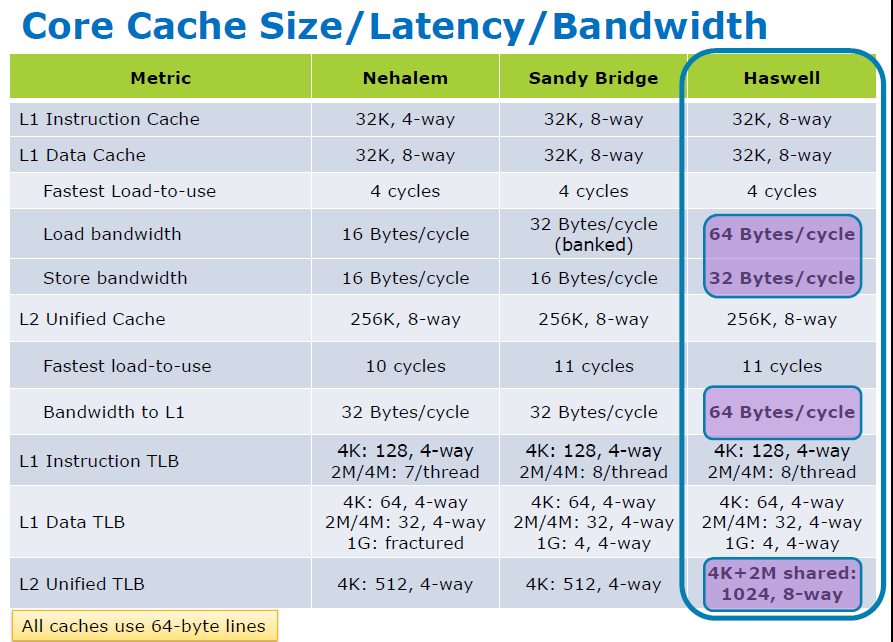 Core Cache Size/Latency/Bandwidth
Metric Nehalem Sandy Bridge Haswell
L1 Instruction Cache 32K, 4-way 32K, 8-way 32K, 8-way
L1 Data Cache 32K, 8-way 32K, 8-way 32K, 8-way
Fastest Load-to-use 4 cycles 4 cycles 4 cycles
Load bandwidth 16 Bytes/cycle 32 Bytes/cycle 64 Bytes/cycle
(banked)
Store bandwidth 16 Bytes/cycle 16 Bytes/cycle 32 Bytes/cycle
L2 Unified Cache 256K, 8-way 256K, 8-way 256K, 8-way
Fastest load-to-use 10 cycles 11 cycles 11 cycles
Bandwidth to L1 32 Bytes/cycle 32 Bytes/cycle 64 Bytes/cycle
L1 Instruction TLB 4K: 128, 4-way 4K: 128, 4-way 4K: 128, 4-way
2M/4M: 7/thread 2M/4M: 8/thread 2M/4M: 8/thread
L1 Data TLB 4K: 64, 4-way 4K: 64, 4-way 4K: 64, 4-way
2M/4M: 32, 4-way 2M/4M: 32, 4-way 2M/4M: 32, 4-way
1G: fractured 1G: 4, 4-way 1G: 4, 4-way
L2 Unified TLB 4K: 512, 4-way 4K: 512, 4-way 4K+2M shared:
1024, 8-way
All caches use 64-byte lines